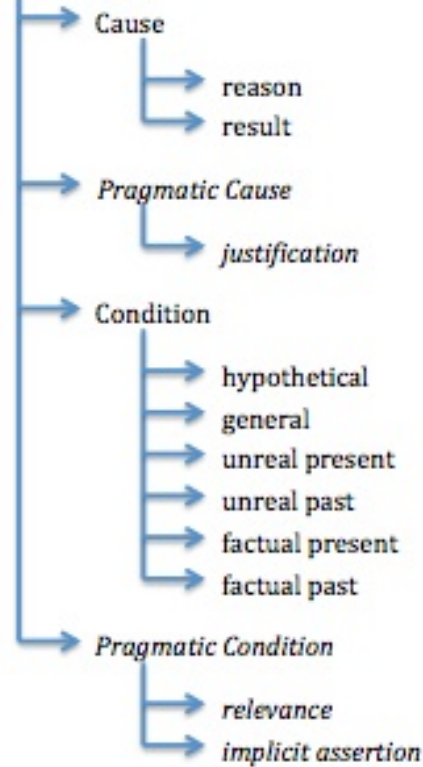 Cause
reason
result
Pragmatic Cause
justification
Condition
hypothetical
general
unreal present
unreal past
factual present
factual past
Pragmatic Condition
relevance
implicit assertion